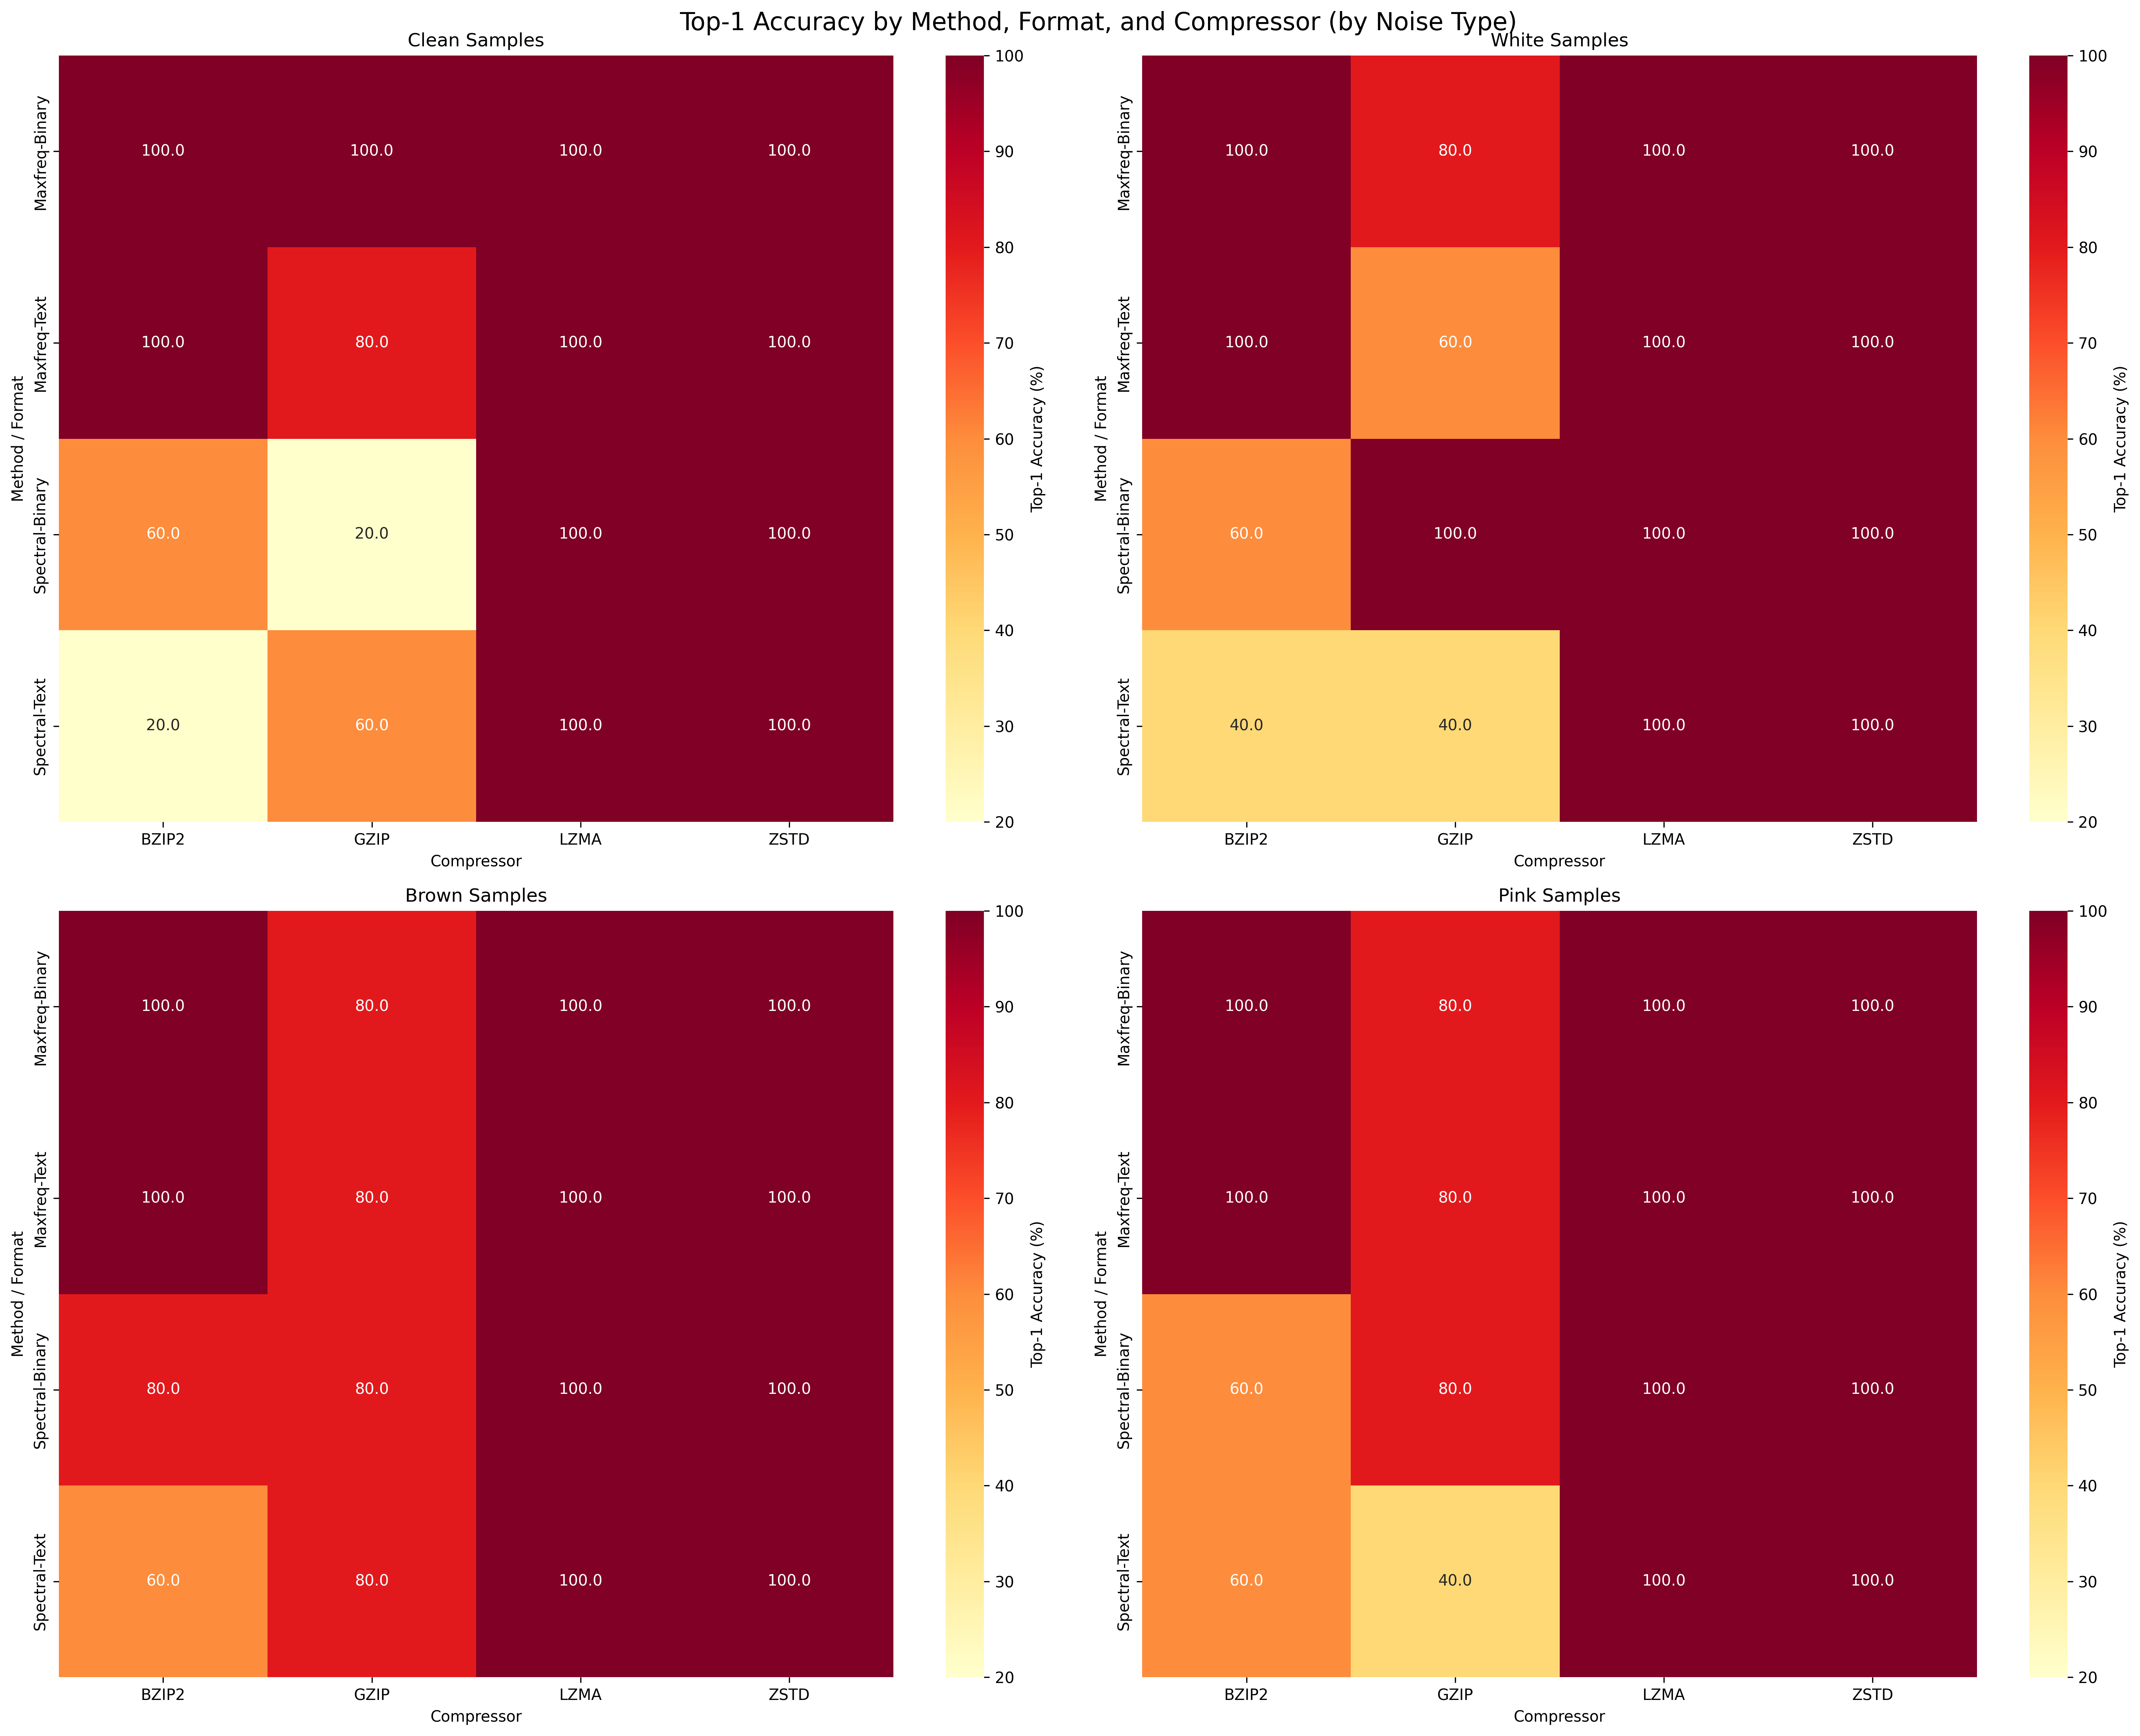 Top-1 Accuracy by Method, Format, and Compressor (by Noise Type)
Clean Samples
Method / Format
Maxfreq-Binary
100.0 100.0 100.0 100.0
Maxfreq-Text
100.0 80.0 100.0 100.0
Spectral-Binary
60.0 20.0 100.0 100.0
Spectral-Text
20.0 60.0 100.0 100.0
BZIP2 GZIP LZMA ZSTD
Compressor
100
90
80
70
60
50
40
30
20
Top-1 Accuracy (%)
White Samples
Method / Format
Maxfreq-Binary
100.0 80.0 100.0 100.0
Maxfreq-Text
100.0 60.0 100.0 100.0
Spectral-Binary
60.0 100.0 100.0 100.0
Spectral-Text
40.0 40.0 100.0 100.0
BZIP2 GZIP LZMA ZSTD
Compressor
100
90
80
70
60
50
40
30
20
Top-1 Accuracy (%)
Brown Samples
Method / Format
Maxfreq-Binary
100.0 80.0 100.0 100.0
Maxfreq-Text
100.0 80.0 100.0 100.0
Spectral-Binary
80.0 80.0 100.0 100.0
Spectral-Text
60.0 80.0 100.0 100.0
BZIP2 GZIP LZMA ZSTD
Compressor
100
90
80
70
60
50
40
30
20
Top-1 Accuracy (%)
Pink Samples
Method / Format
Maxfreq-Binary
100.0 80.0 100.0 100.0
Maxfreq-Text
100.0 80.0 100.0 100.0
Spectral-Binary
60.0 80.0 100.0 100.0
Spectral-Text
60.0 40.0 100.0 100.0
BZIP2 GZIP LZMA ZSTD
Compressor
100
90
80
70
60
50
40
30
20
Top-1 Accuracy (%)